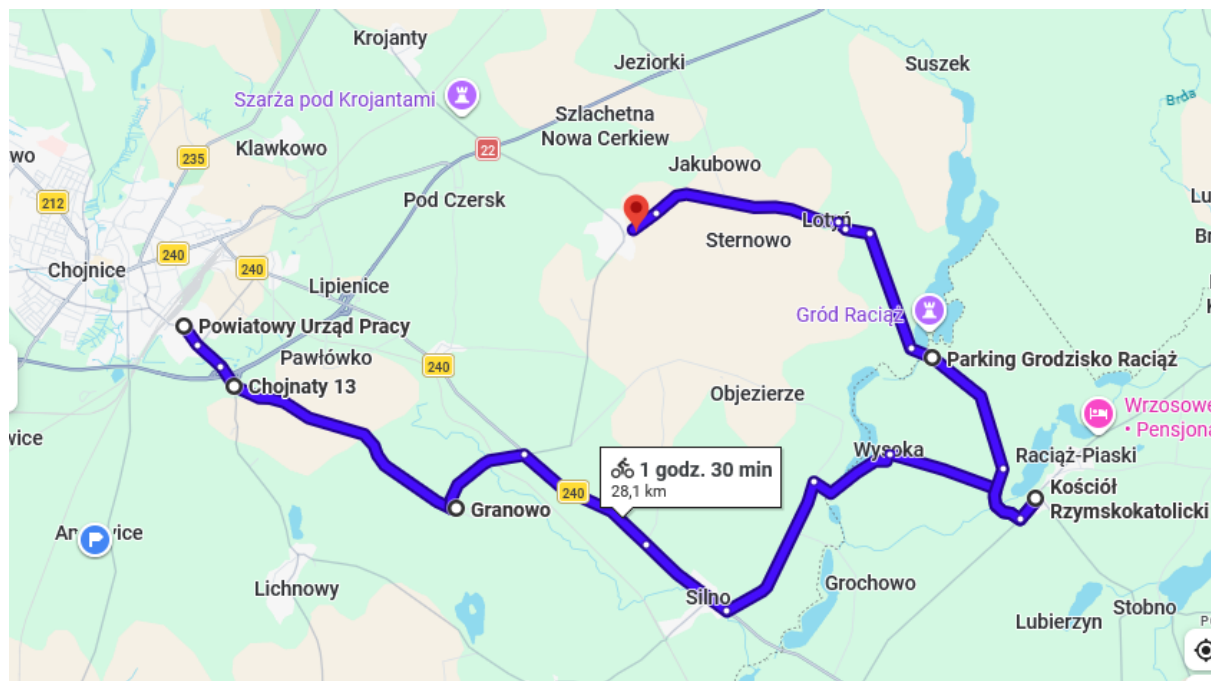 Krojanty
Jeziorki
Suszek
Brda
Szarża pod Krojantami
Szlachetna
Nowa Cerkiew
22
235
Klawkowo
Jakubowo
212
Pod Czersk
Lotyń
240
240
Sternowo
Chojnice
Lipienice
Gród Raciąż
Powiatowy Urząd Pracy
Pawłówko
240
Parking Grodzisko Raciąż
Chojnaty 13
Objezierze
Wysoka
Raciąż-Piaski
1 godz. 30 min
28,1 km
240
Kościół
Rzymskokatolicki
Granowo
Lichnowy
Silno
Grochowo
Stobno
Lubierzyn